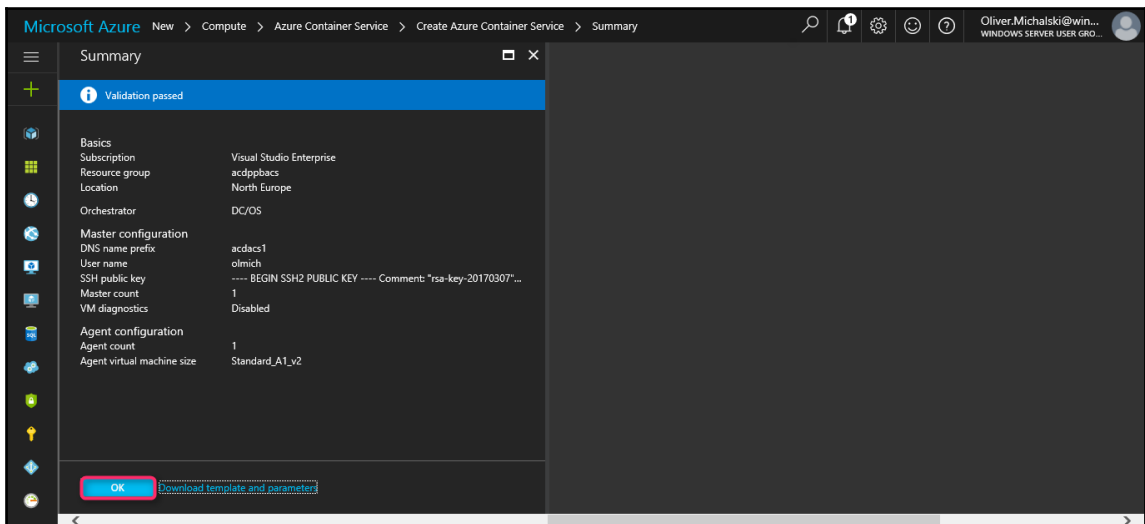 Microsoft Azure New > Compute > Azure Container Service > Create Azure Container Service > Summary
1
Oliver.Michalski@win...
WINDOWS SERVER USER GRO...
Summary
Validation passed
Basics
Subscription Visual Studio Enterprise
Resource group acdppbacs
Location North Europe
Orchestrator DC/OS
Master configuration
DNS name prefix acdacs1
User name olmich
SSH public key ---- BEGIN SSH2 PUBLIC KEY ---- Comment: "rsa-key-20170307"...
Master count 1
VM diagnostics Disabled
Agent configuration
Agent count 1
Agent virtual machine size Standard_A1_v2
SQL
OK Download template and parameters